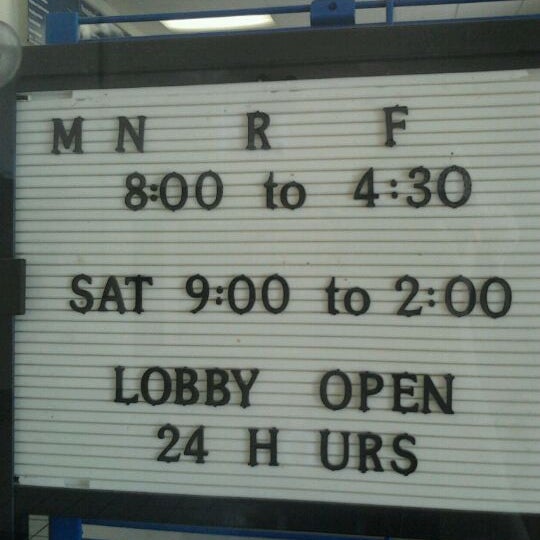 M N R F
8:00 to 4:30
SAT 9:00 to 2:00
LOBBY OPEN
24 H URS